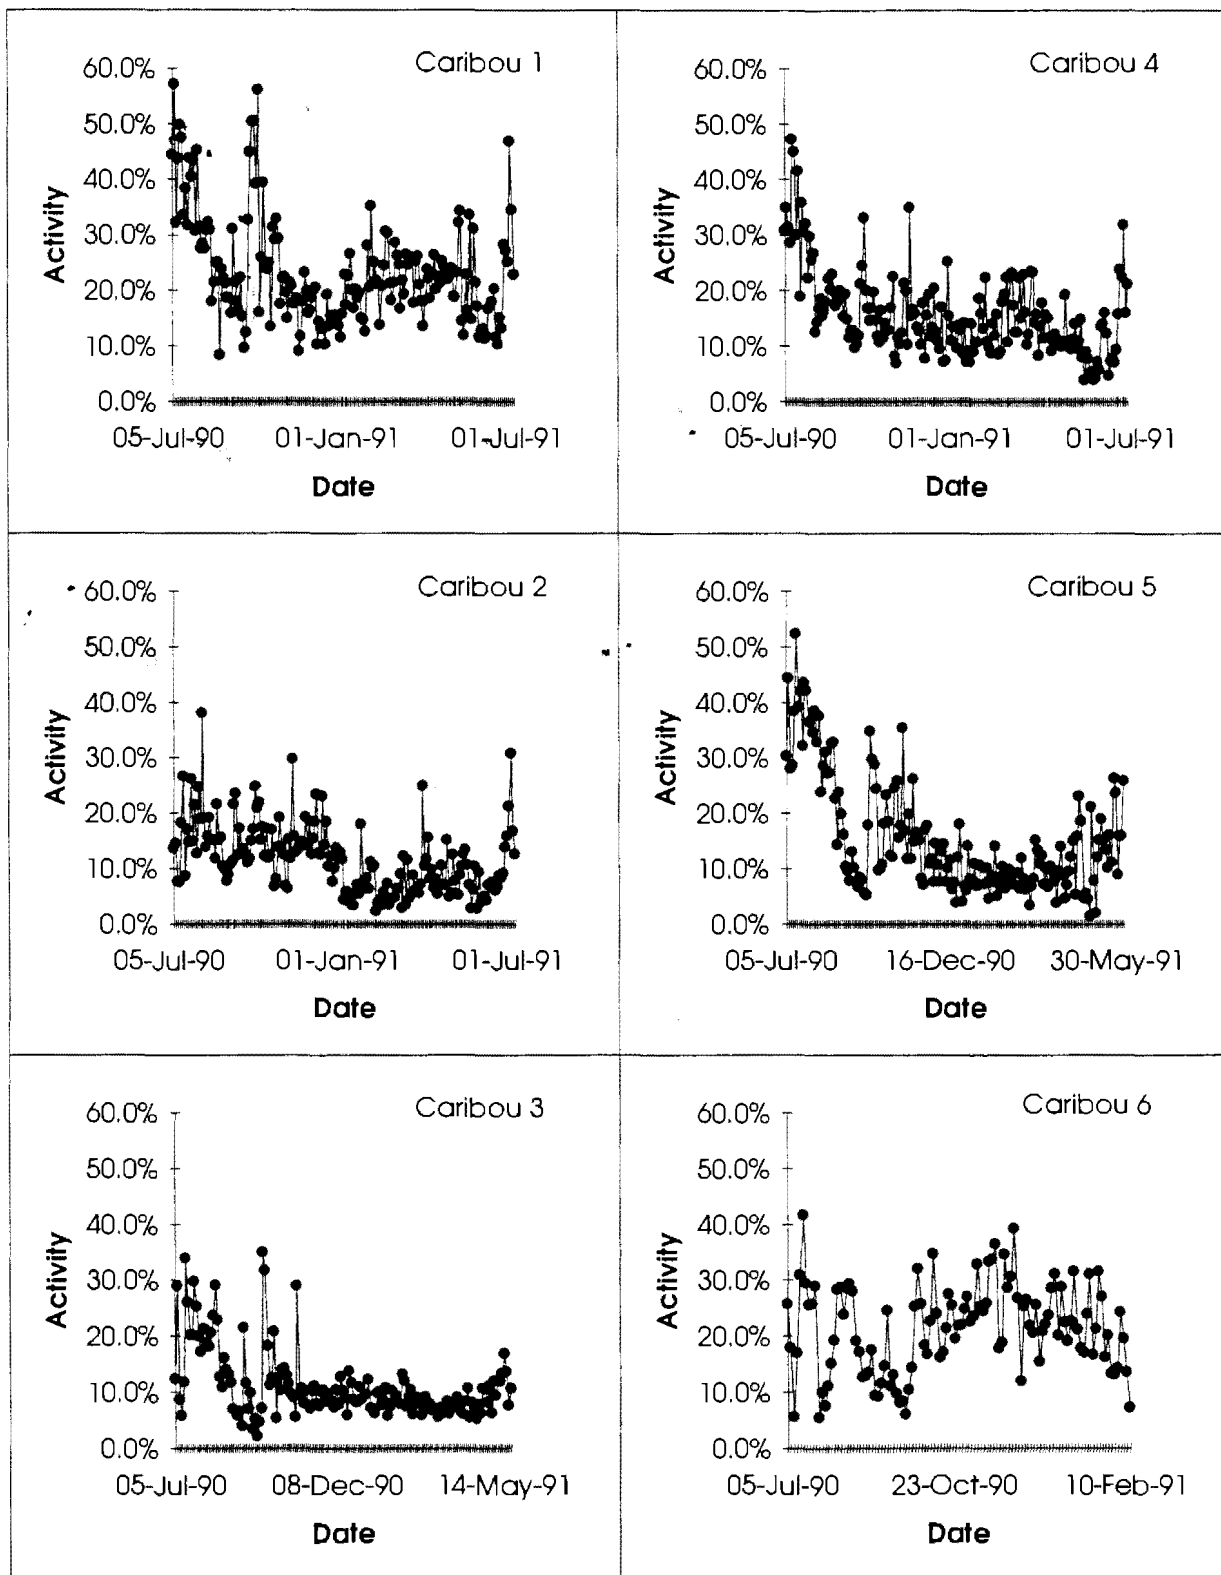 Caribou 1
60.0%
50.0%
40.0%
30.0%
20.0%
10.0%
0.0%
Activity
05-Jul-90 01-Jan-91 01-Jul-91
Date
Caribou 4
60.0%
50.0%
40.0%
30.0%
20.0%
10.0%
0.0%
Activity
05-Jul-90 01-Jan-91 01-Jul-91
Date
Caribou 2
60.0%
50.0%
40.0%
30.0%
20.0%
10.0%
0.0%
Activity
05-Jul-90 01-Jan-91 01-Jul-91
Date
Caribou 5
60.0%
50.0%
40.0%
30.0%
20.0%
10.0%
0.0%
Activity
05-Jul-90 16-Dec-90 30-May-91
Date
Caribou 3
60.0%
50.0%
40.0%
30.0%
20.0%
10.0%
0.0%
Activity
05-Jul-90 08-Dec-90 14-May-91
Date
Caribou 6
60.0%
50.0%
40.0%
30.0%
20.0%
10.0%
0.0%
Activity
05-Jul-90 23-Oct-90 10-Feb-91
Date